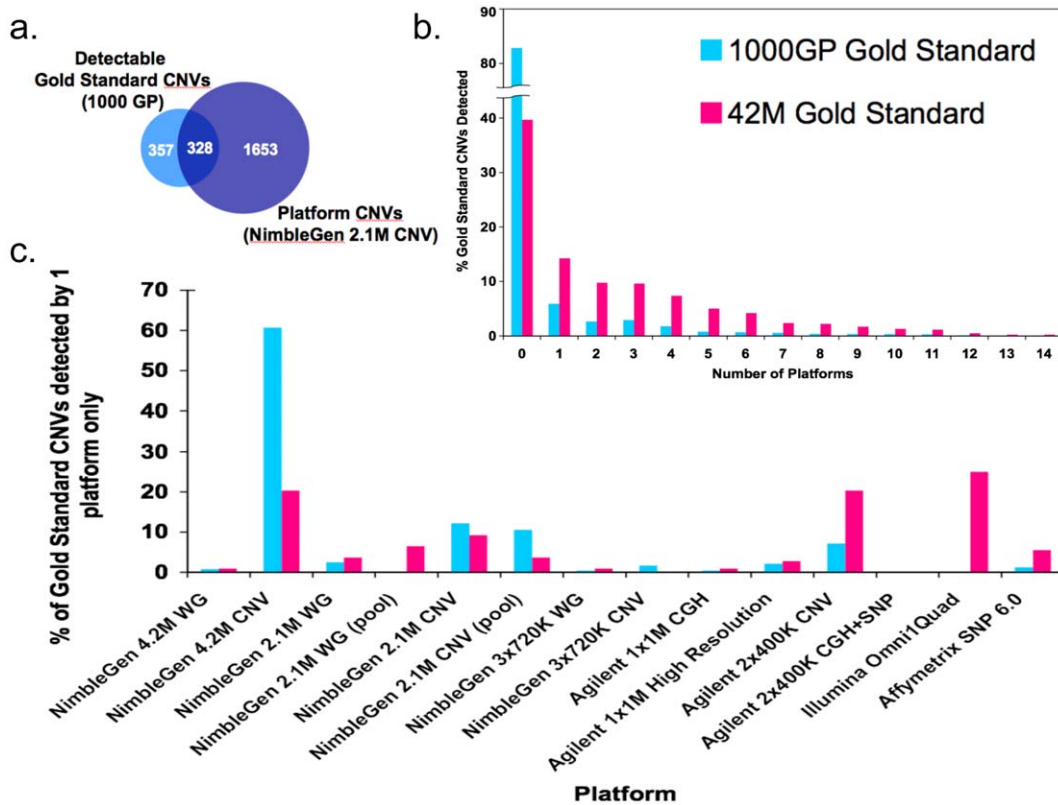 a.
Detectable
Gold Standard CNVs
(1000 GP)
357
328
1653
Platform CNVs
(NimbleGen 2.1M CNV)
b.
90
80
40
30
20
10
0
% Gold Standard CNVs Detected
1000GP Gold Standard
42M Gold Standard
0 1 2 3 4 5 6 7 8 9 10 11 12 13 14
Number of Platforms
c.
% of Gold Standard CNVs detected by 1
platform only
70
60
50
40
30
20
10
0
NimbleGen 4.2M WG
NimbleGen 4.2M CNV
NimbleGen 2.1M WG
NimbleGen 2.1M WG (pool)
NimbleGen 2.1M CNV
NimbleGen 2.1M CNV (pool)
NimbleGen 3x720K WG
NimbleGen 3x720K CNV
Agilent 1x1M CGH
Agilent 1x1M High Resolution
Agilent 2x400K CNV
Agilent 2x400K CGH+SNP
Illumina Omni1Quad
Affymetrix SNP 6.0
Platform